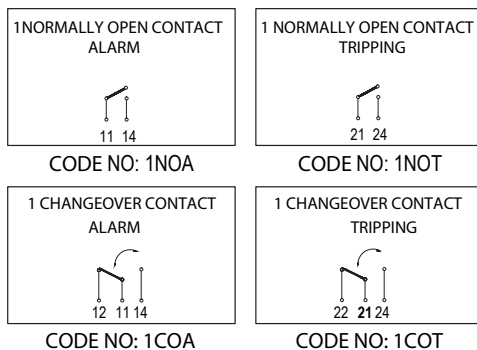 1NORMALLY OPEN CONTACT
ALARM
11 14
CODE NO: 1NOA
1 NORMALLY OPEN CONTACT
TRIPPING
21 24
CODE NO: 1NOT
1 CHANGEOVER CONTACT
ALARM
12 11 14
CODE NO: 1COA
1 CHANGEOVER CONTACT
TRIPPING
22 21 24
CODE NO: 1COT